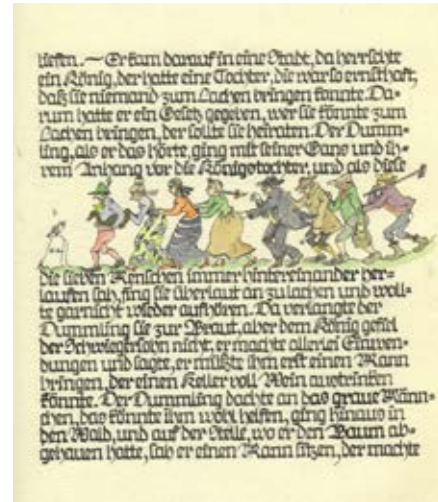 liefen. — Er kam darauf in eine Stadt, da herrschte
ein König, der hatte eine Tochter, die war so ernsthaft,
daß sie niemand zum Lachen bringen konnte. Da-
rum hatte er ein Gesetz gegeben, wer sie könnte zum
Lachen bringen, der sollte sie heiraten. Der Dumm-
ling, als er das hörte, ging mit seiner Gans und ih-
rem Anhang vor die Königstochter, und als diese
die sieben Menschen immer hintereinander her-
laufen sah, fing sie überlaut an zu lachen und woll-
te garnicht wieder aufhören. Da verlangte der
Dummling sie zur Braut, aber dem König gefiel
der Schwiegersohn nicht, er machte allerlei Einwen-
dungen und sagte, er müßte ihm erst einen Mann
bringen, der einen Keller voll Wein austrinken
könnte. Der Dummling dachte an das graue Männ-
chen, das könnte ihm wohl helfen, ging hinaus in
den Wald, und auf der Stelle, wo er den Baum ab-
gehauen hatte, sah er einen Mann sitzen, der machte